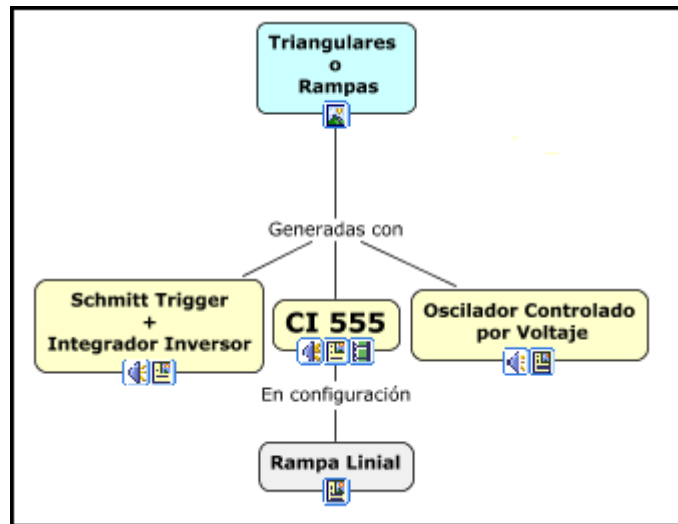 Triangulares
o
Rampas
Generadas con
Schmitt Trigger
+
Integrador Inversor
CI 555
Oscilador Controlado
por Voltaje
En configuración
Rampa Linial